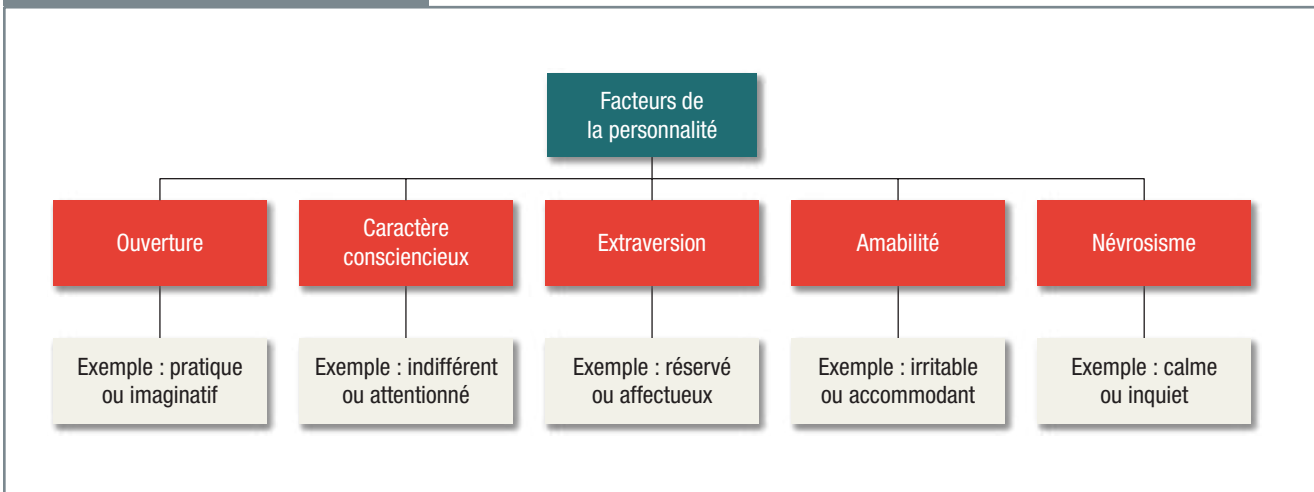 Facteurs de
la personnalité
Ouverture
Caractère
consciencieux
Extraversion
Amabilité
Névrosisme
Exemple : pratique
ou imaginatif
Exemple : indifférent
ou attentionné
Exemple : réservé
ou affectueux
Exemple : irritable
ou accommodant
Exemple : calme
ou inquiet